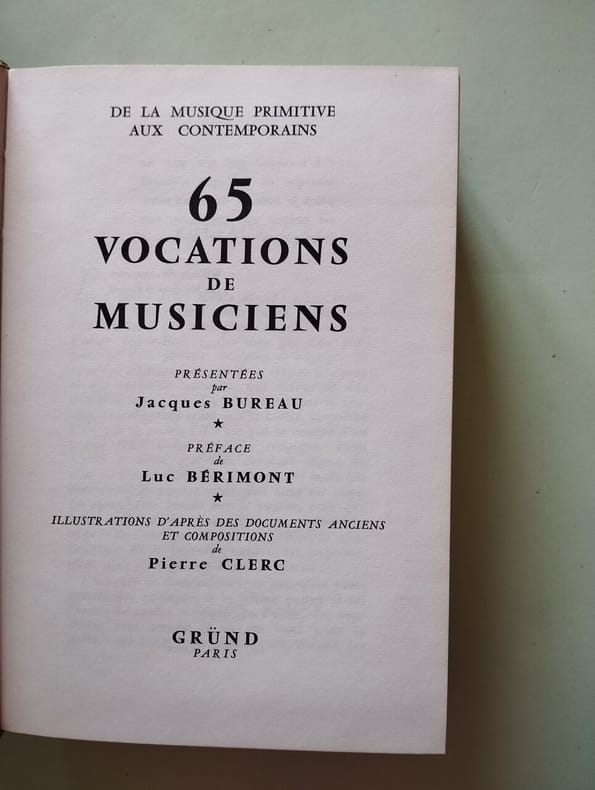 DE LA MUSIQUE PRIMITIVE
AUX CONTEMPORAINS
65
VOCATIONS
DE
MUSICIENS
PRÉSENTÉES
par
Jacques BUREAU
★
PRÉFACE
de
Luc BÉRIMONT
★
ILLUSTRATIONS D'APRÈS DES DOCUMENTS ANCIENS
ET COMPOSITIONS
de
Pierre CLERC
GRÜND
PARIS